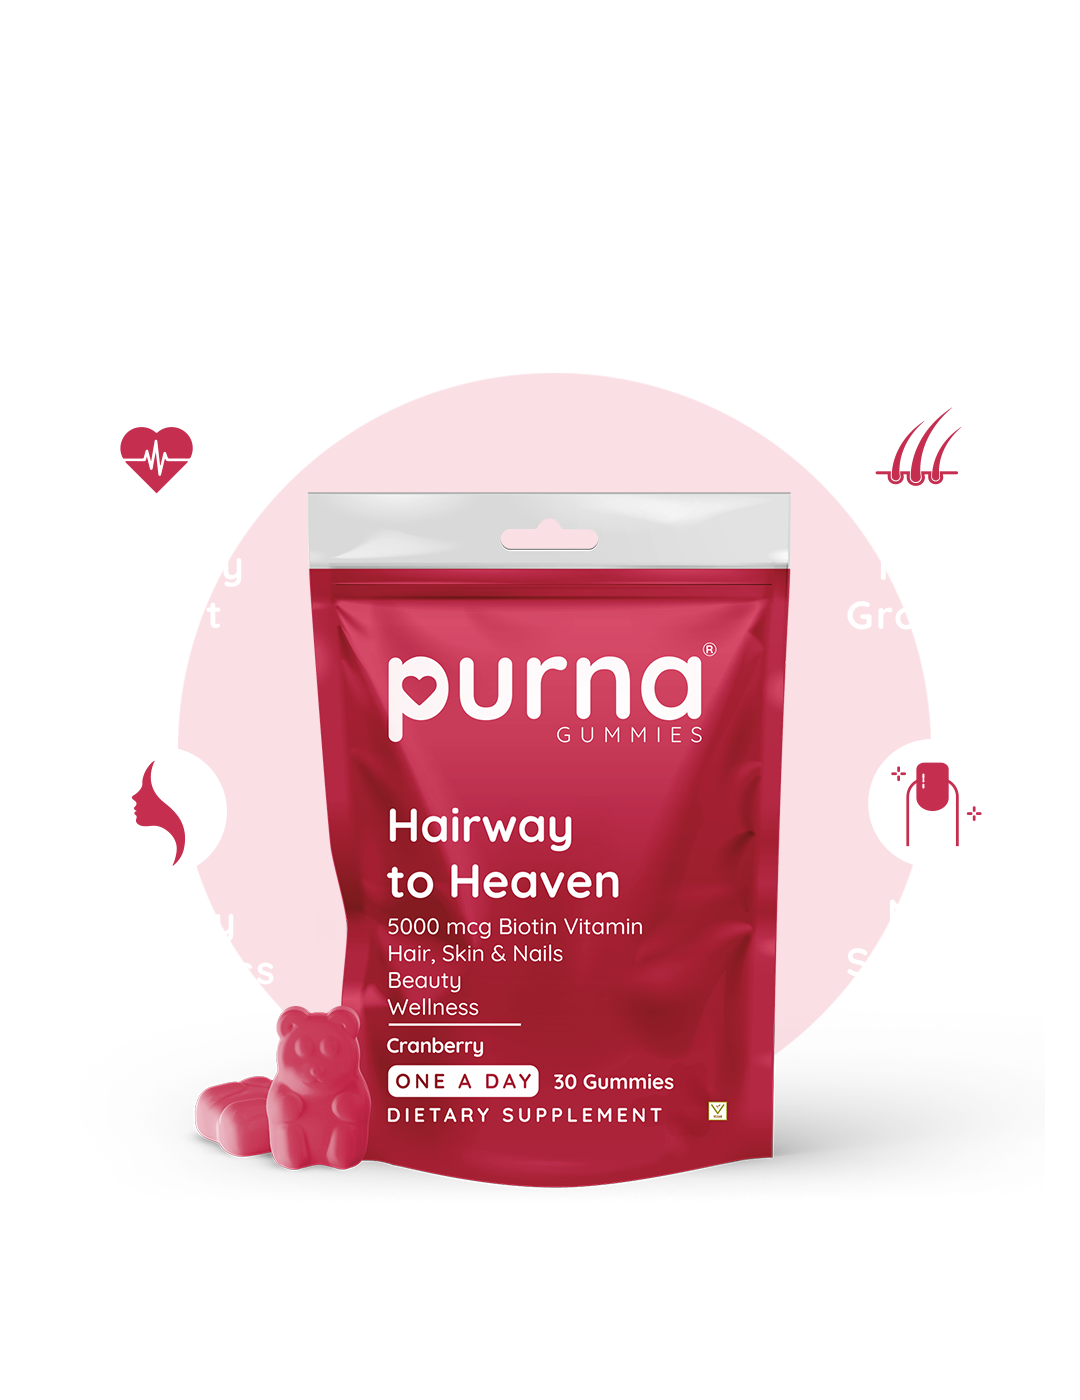 purna®
GUMMIES
Hairway
to Heaven
5000 mcg Biotin Vitamin
Hair, Skin & Nails
Beauty
Wellness
Cranberry
ONE A DAY 30 Gummies
DIETARY SUPPLEMENT